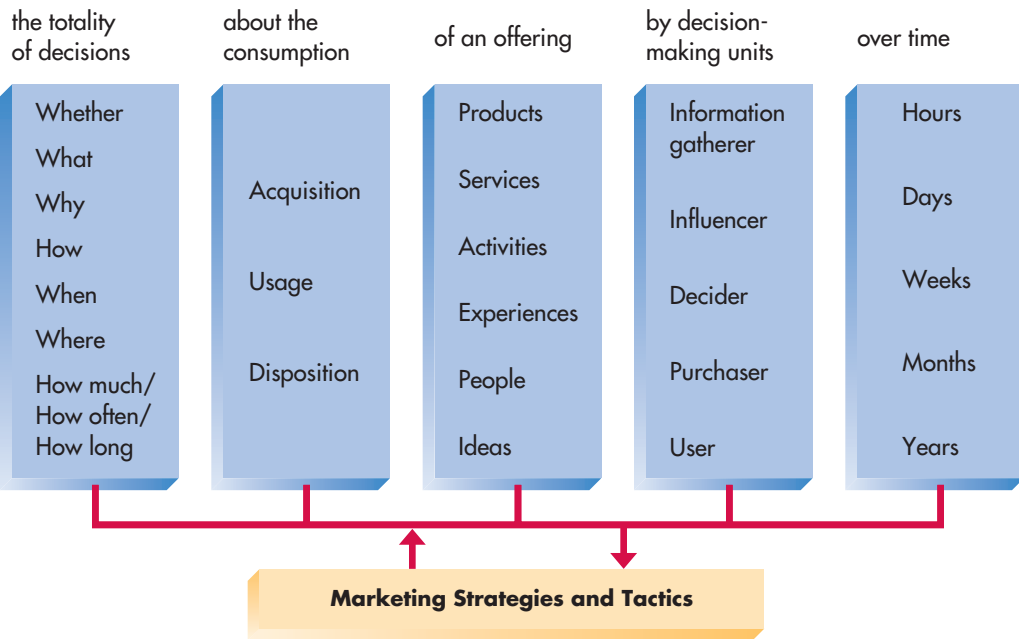 the totality
of decisions
about the
consumption
of an offering
by decision-
making units
over time
Whether
What
Why
How
When
Where
How much/
How often/
How long
Acquisition
Usage
Disposition
Products
Services
Activities
Experiences
People
Ideas
Information
gatherer
Influencer
Decider
Purchaser
User
Hours
Days
Weeks
Months
Years
Marketing Strategies and Tactics